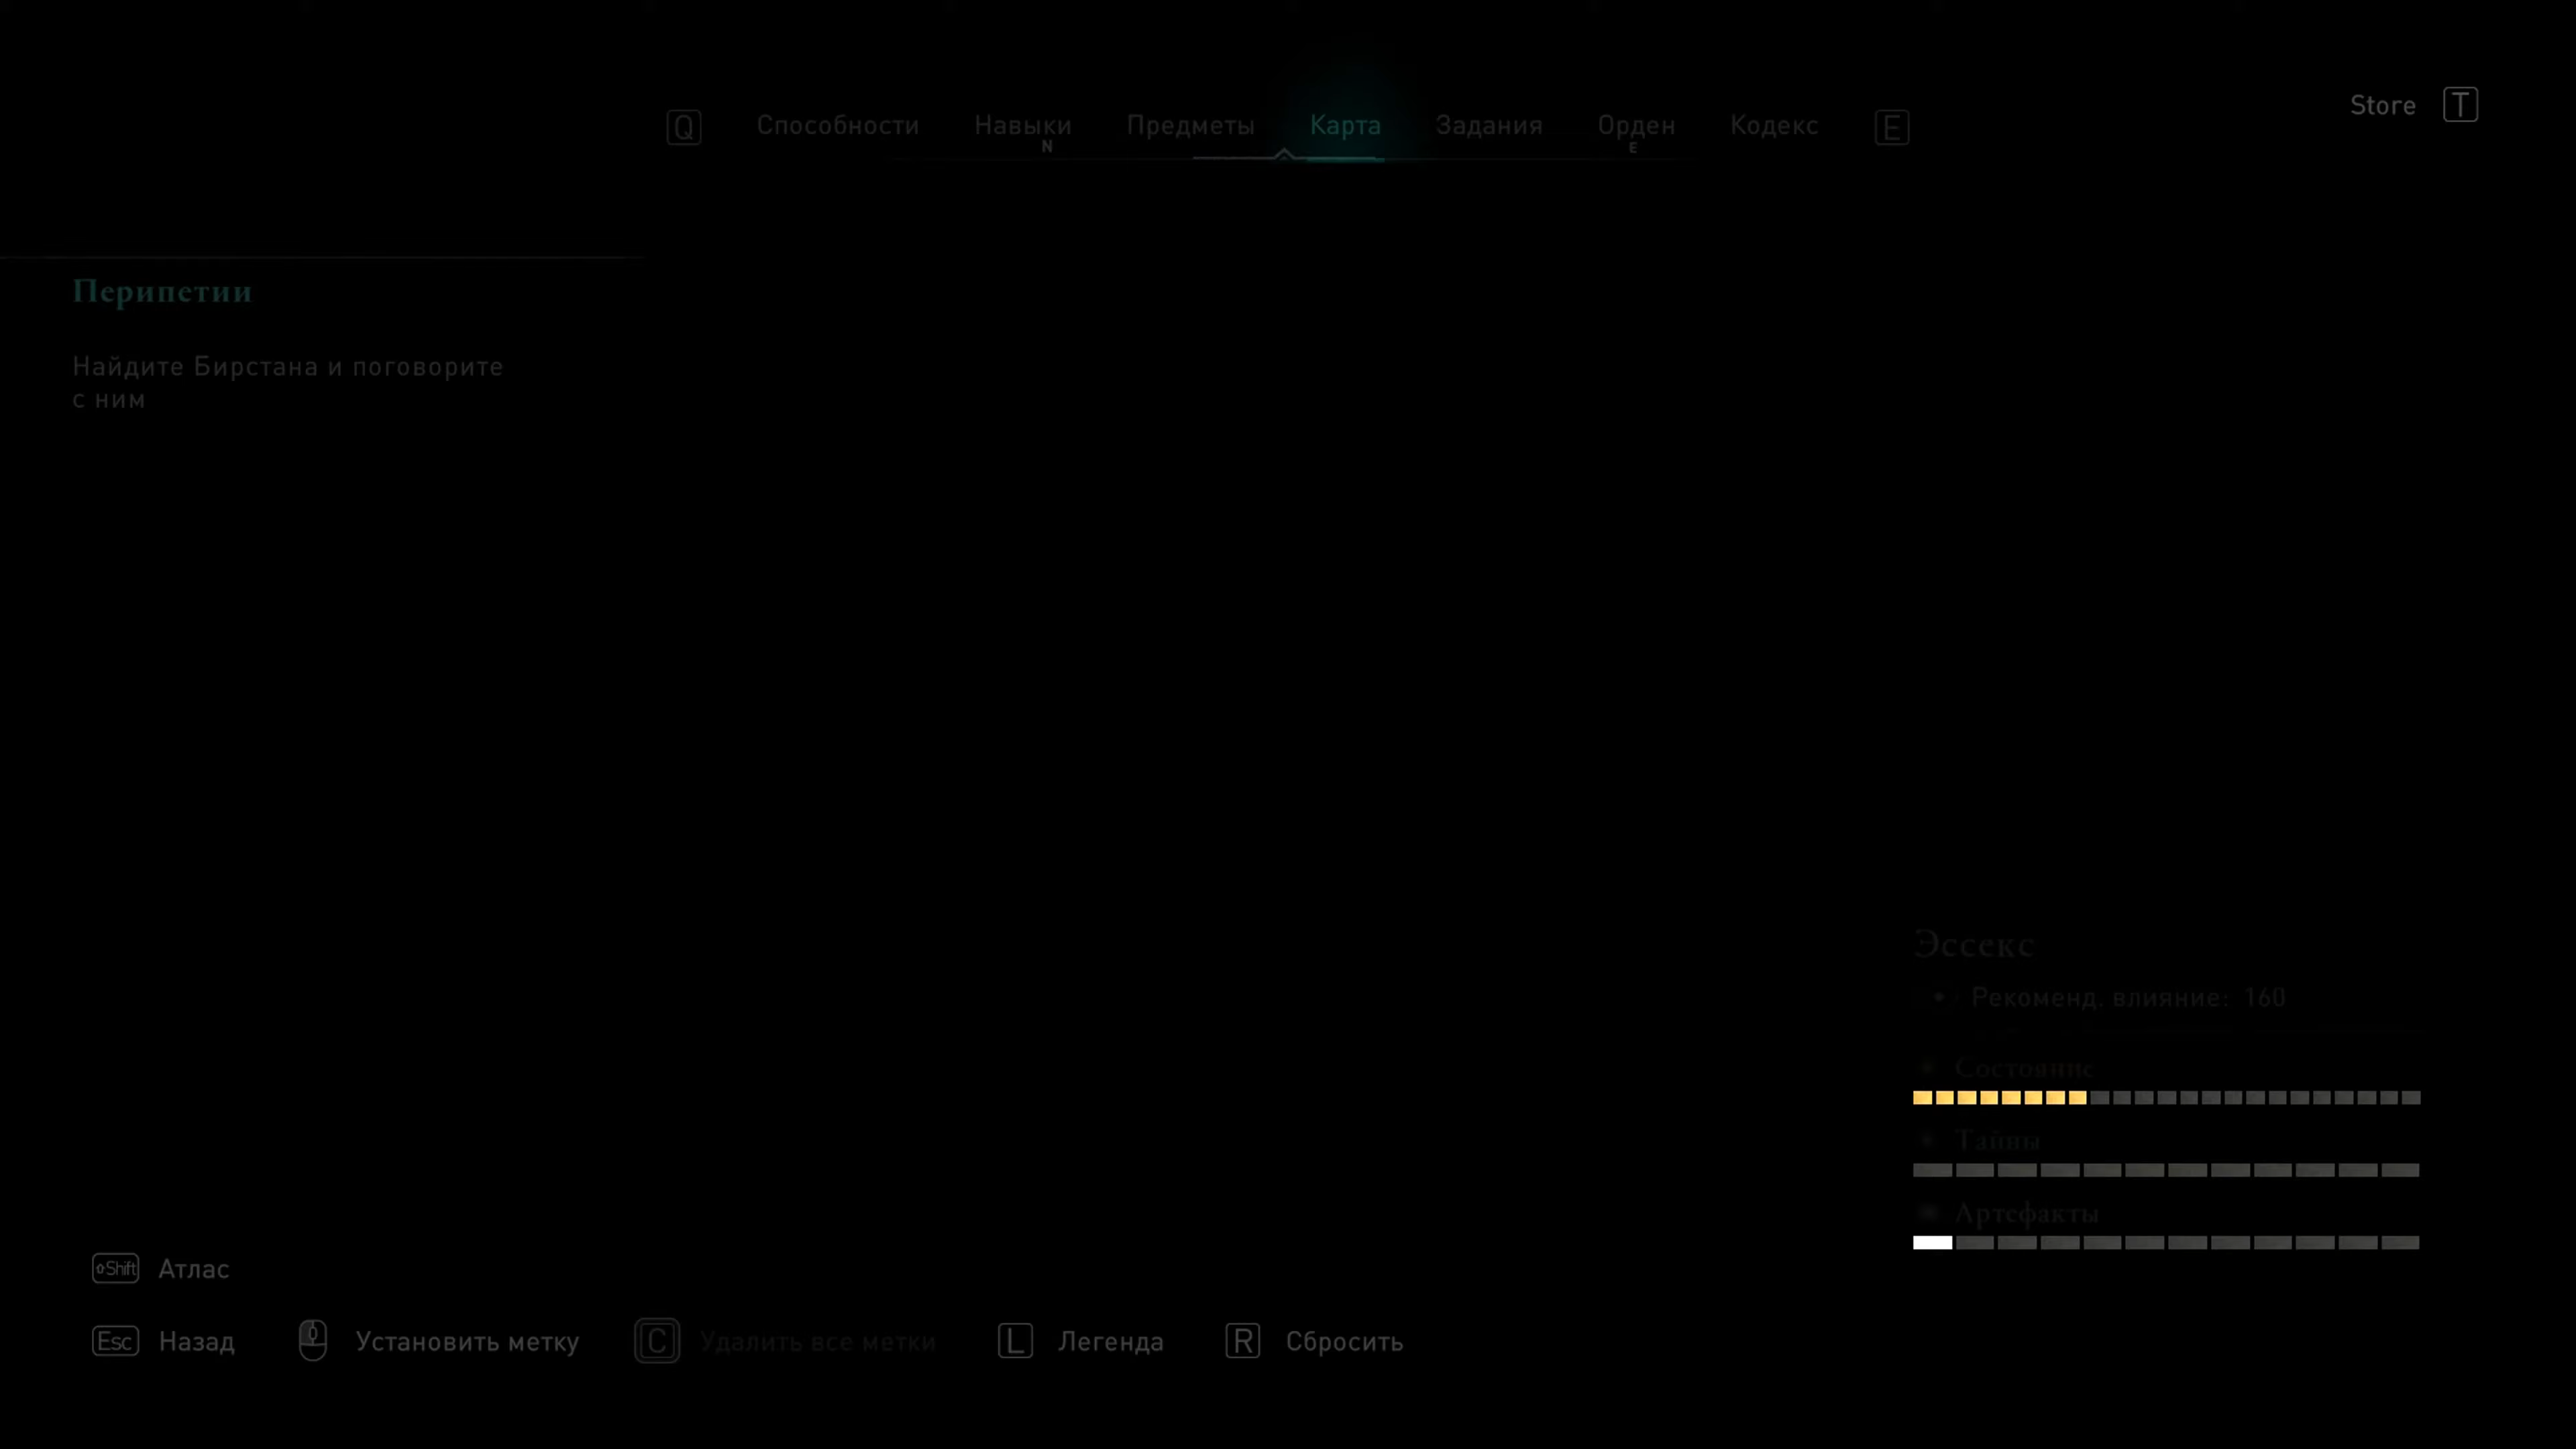 Store T
Q Способности Навыки Предметы Карта Задания Орден Кодекс E
N E
Перипетии
Найдите Бирстана и поговорите
с ним
Эссекс
Рекоменд. влияние: 160
Состояние
Тайны
Артефакты
Shift Атлас
Esc Назад Установить метку C Удалить все метки L Легенда R Сбросить